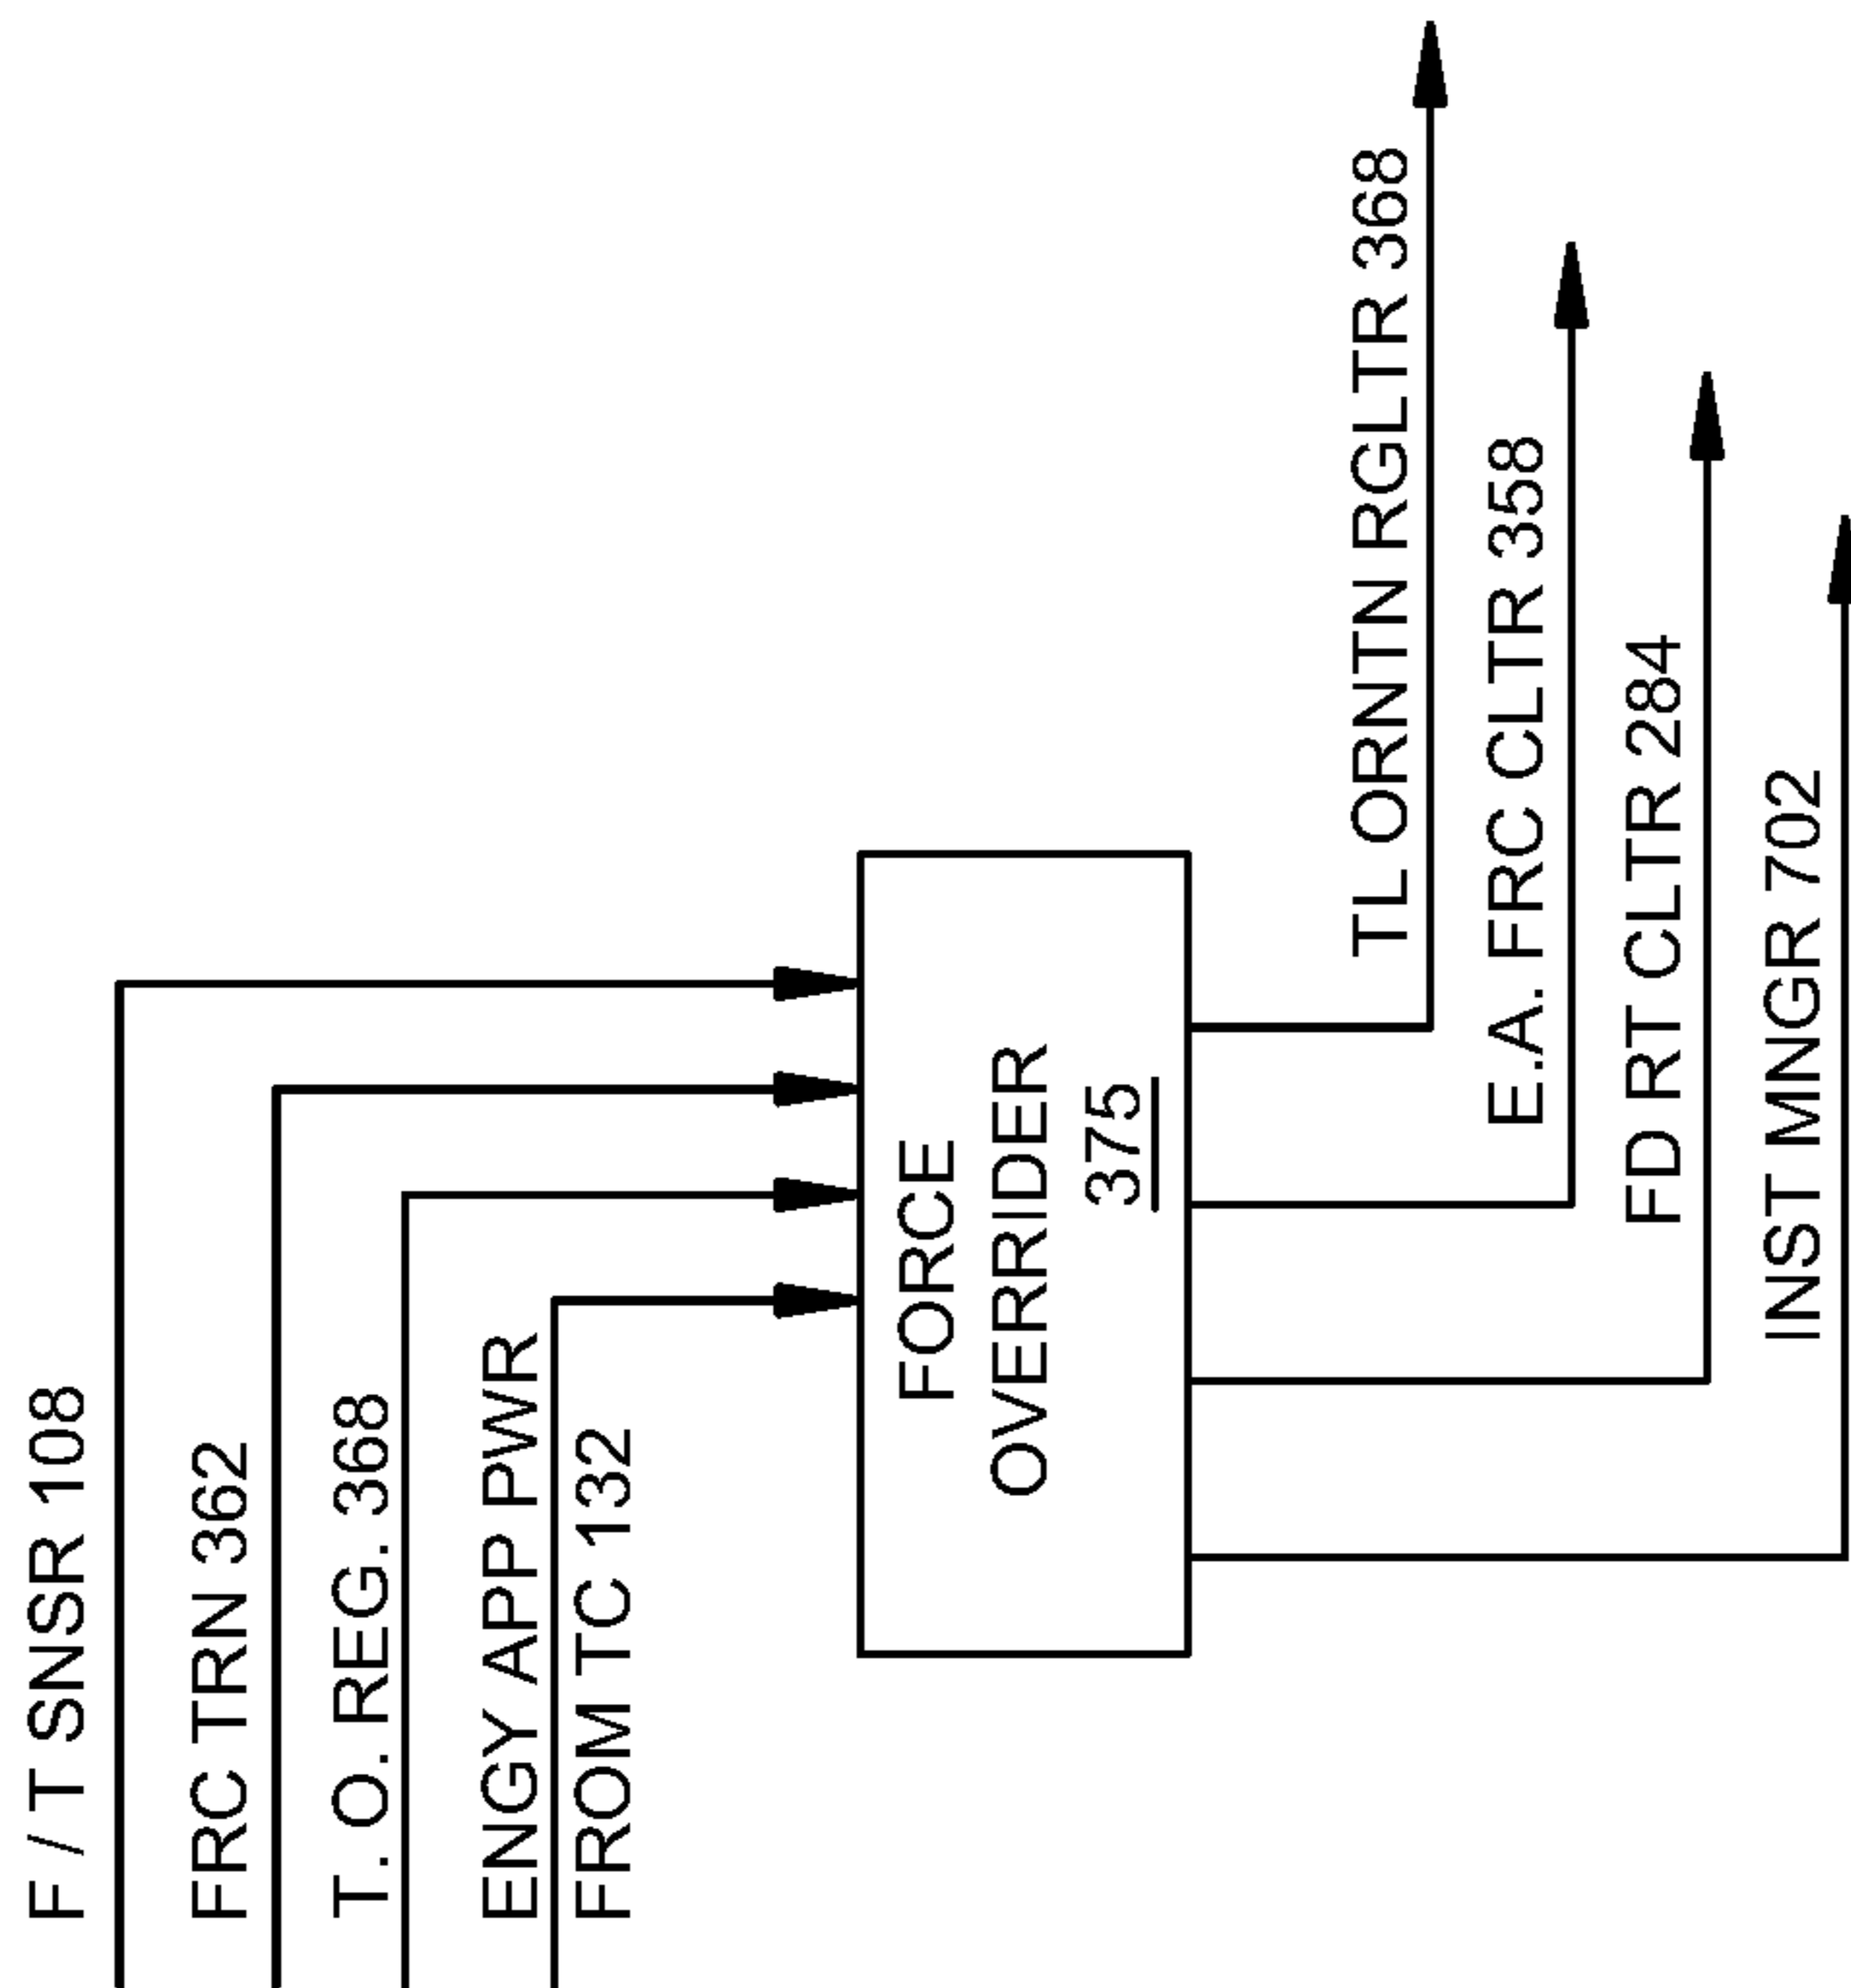 F / T SNSR 108
FRC TRN 362
T. O. REG. 368
ENGY APP PWR
FROM TC 132
FORCE
OVERRIDER
375
TL ORNTN RGLTR 368
E.A. FRC CLTR 358
FD RT CLTR 284
INST MNGR 702